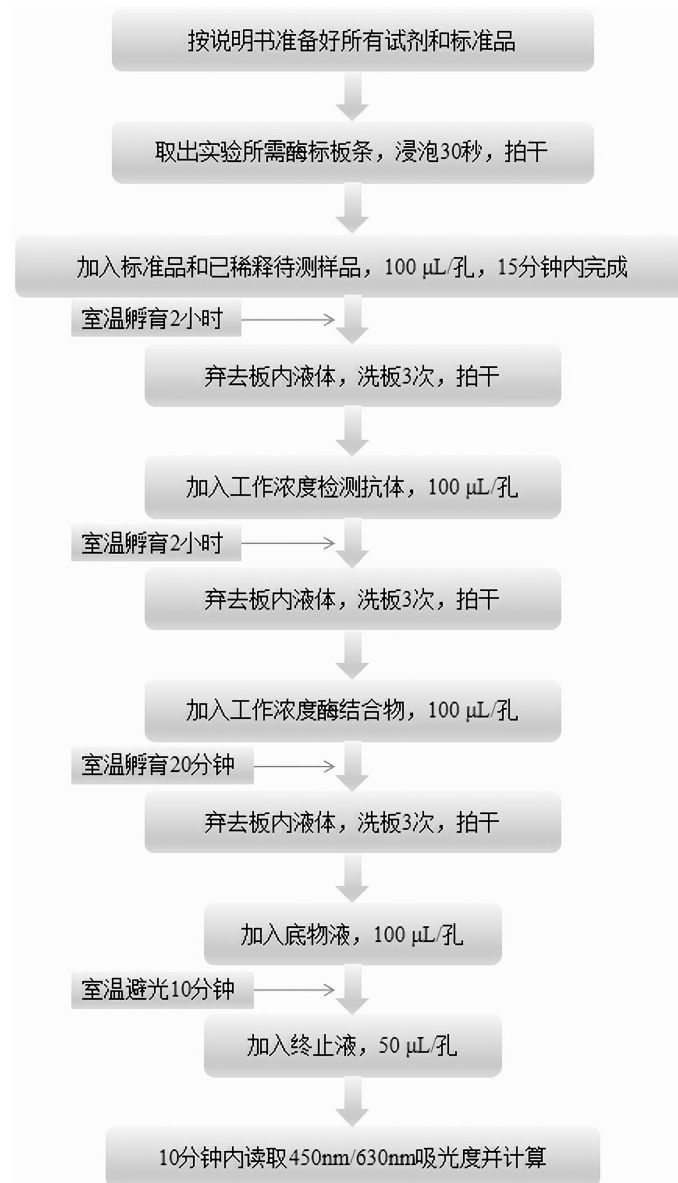 按说明书准备好所有试剂和标准品
取出实验所需酶标板条，浸泡30秒，拍干
加入标准品和已稀释待测样品，100 μL/孔，15分钟内完成
室温孵育2小时
弃去板内液体，洗板3次，拍干
加入工作浓度检测抗体，100 μL/孔
室温孵育2小时
弃去板内液体，洗板3次，拍干
加入工作浓度酶结合物，100 μL/孔
室温孵育20分钟
弃去板内液体，洗板3次，拍干
加入底物液，100 μL/孔
室温避光10分钟
加入终止液，50 μL/孔
10分钟内读取450nm/630nm吸光度并计算